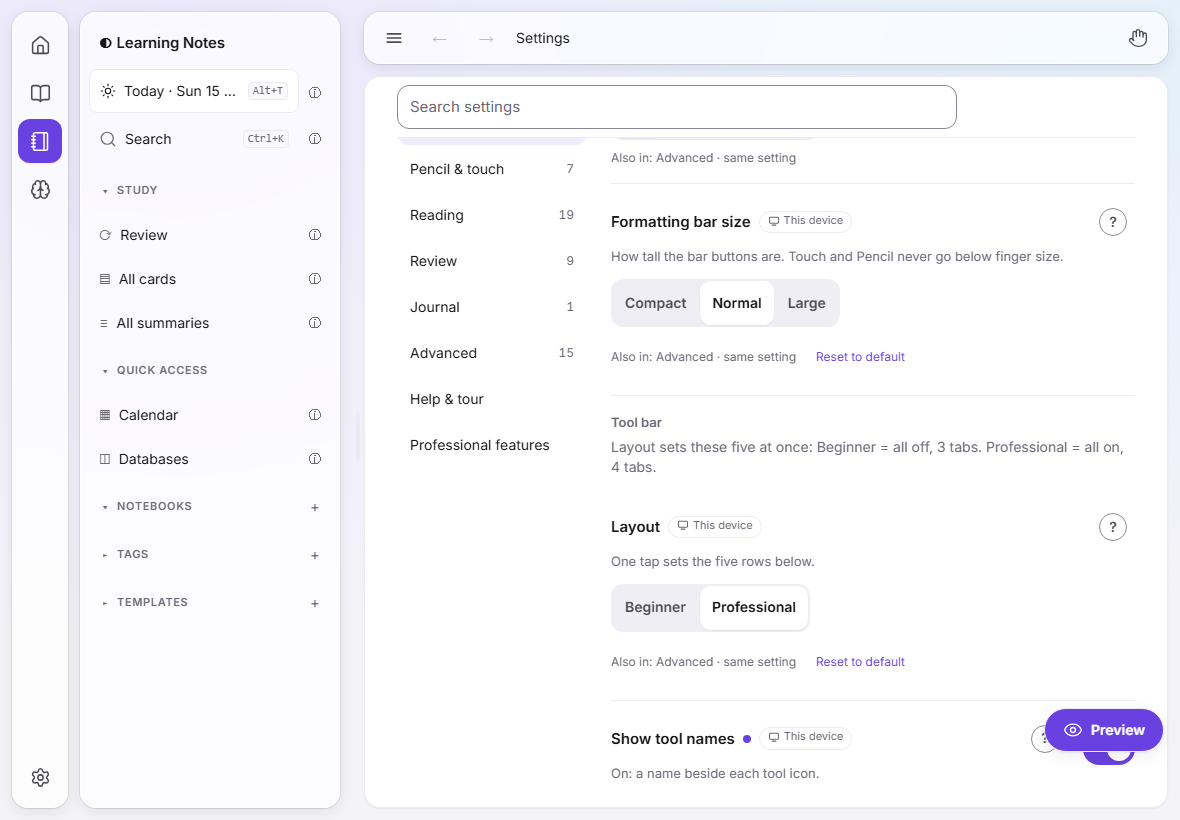 Learning Notes
Today · Sun 15 ... Alt+T
Search Ctrl+K
STUDY
Review
All cards
All summaries
QUICK ACCESS
Calendar
Databases
NOTEBOOKS +
TAGS +
TEMPLATES +
← → Settings
Search settings
Pencil & touch 7
Reading 19
Review 9
Journal 1
Advanced 15
Help & tour
Professional features
Also in: Advanced · same setting
Formatting bar size This device ?
How tall the bar buttons are. Touch and Pencil never go below finger size.
Compact Normal Large
Also in: Advanced · same setting Reset to default
Tool bar
Layout sets these five at once: Beginner = all off, 3 tabs. Professional = all on,
4 tabs.
Layout This device ?
One tap sets the five rows below.
Beginner Professional
Also in: Advanced · same setting Reset to default
Show tool names This device ?
Preview
On: a name beside each tool icon.